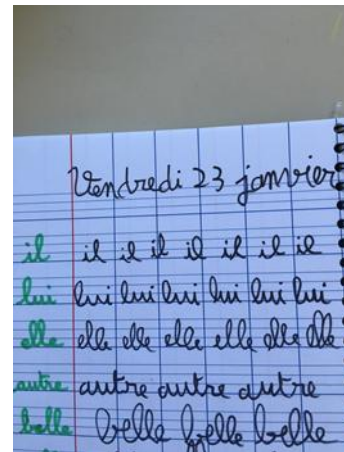 Vendredi 23 janvier
il il il il il il il il
lui lui lui lui lui lui lui
elle elle elle elle elle elle elle
autre autre autre autre
belle belle belle belle